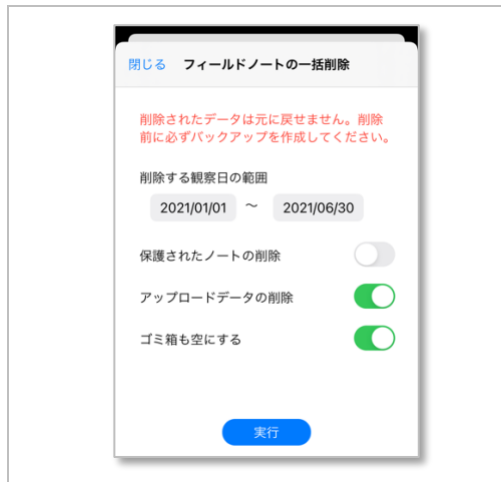 閉じる フィールドノートの一括削除
削除されたデータは元に戻せません。削除
前に必ずバックアップを作成してください。
削除する観察日の範囲
2021/01/01 ～ 2021/06/30
保護されたノートの削除
アップロードデータの削除
ゴミ箱も空にする
実行